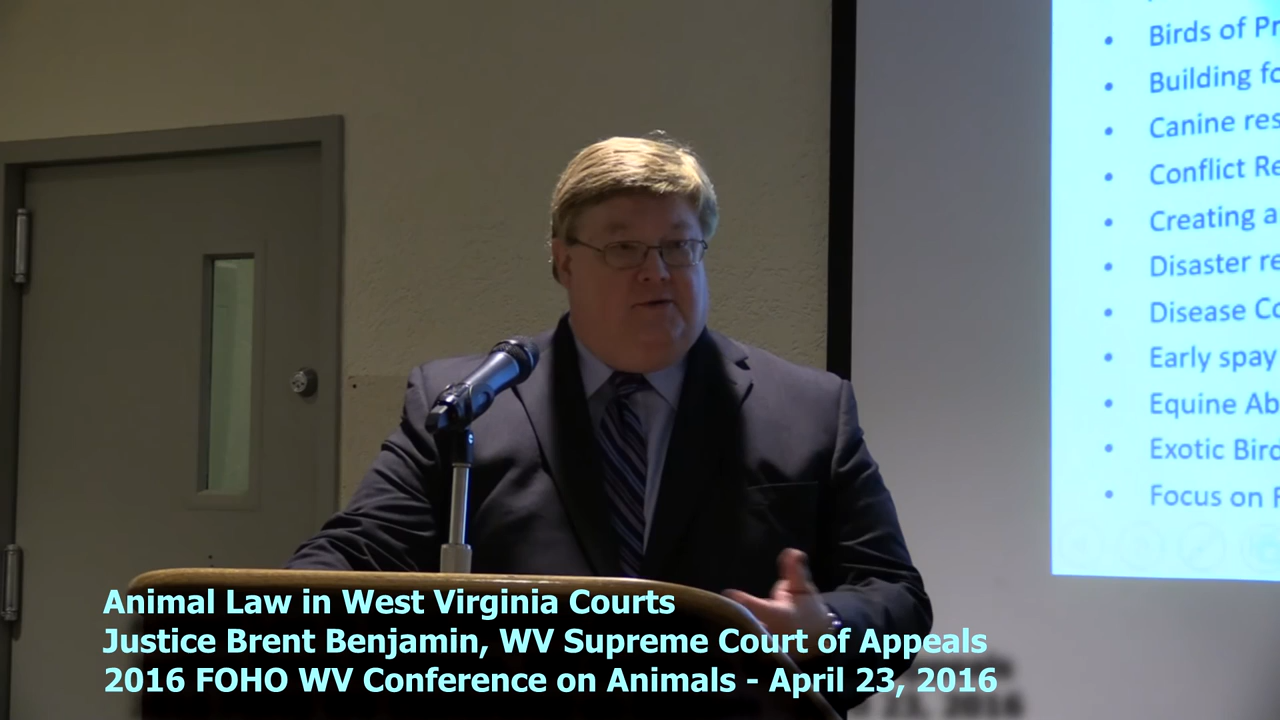 Birds of Pr
Building fo
Canine res
Conflict Re
Creating a
Disaster re
Disease Co
Early spay
Equine Ab
Exotic Bird
Focus on F
Animal Law in West Virginia Courts
Justice Brent Benjamin, WV Supreme Court of Appeals
2016 FOHO WV Conference on Animals - April 23, 2016